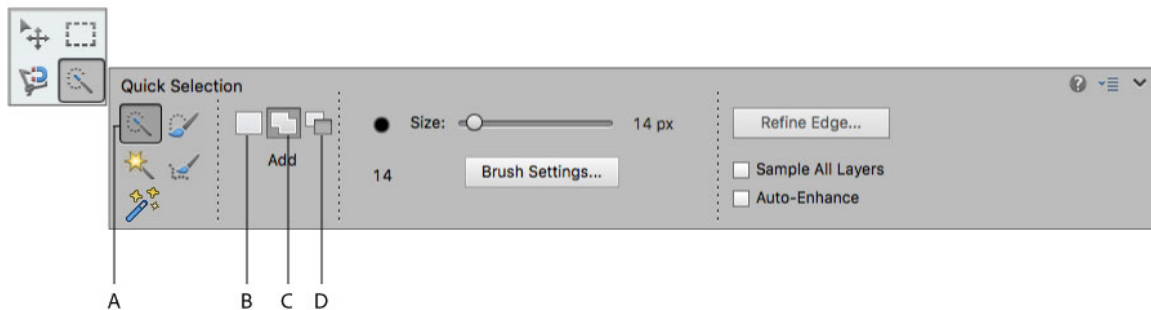 Quick Selection
Size: 14 px
Refine Edge...
Add
14
Brush Settings...
Sample All Layers
Auto-Enhance
A B C D